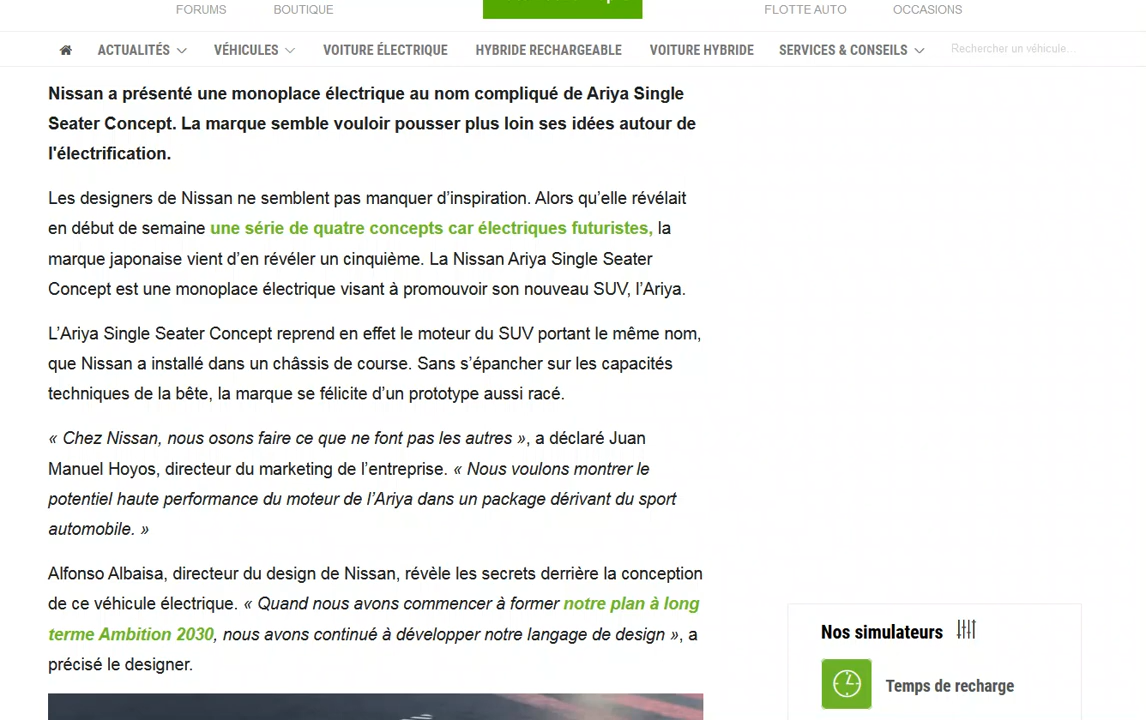 FORUMS BOUTIQUE FLOTTE AUTO OCCASIONS
ACTUALITÉS VÉHICULES VOITURE ÉLECTRIQUE HYBRIDE RECHARGEABLE VOITURE HYBRIDE SERVICES & CONSEILS Rechercher un véhicule...
Nissan a présenté une monoplace électrique au nom compliqué de Ariya Single
Seater Concept. La marque semble vouloir pousser plus loin ses idées autour de
l'électrification.
Les designers de Nissan ne semblent pas manquer d’inspiration. Alors qu’elle révélait
en début de semaine une série de quatre concepts car électriques futuristes, la
marque japonaise vient d’en révéler un cinquième. La Nissan Ariya Single Seater
Concept est une monoplace électrique visant à promouvoir son nouveau SUV, l’Ariya.
L’Ariya Single Seater Concept reprend en effet le moteur du SUV portant le même nom,
que Nissan a installé dans un châssis de course. Sans s’épancher sur les capacités
techniques de la bête, la marque se félicite d’un prototype aussi racé.
« Chez Nissan, nous osons faire ce que ne font pas les autres », a déclaré Juan
Manuel Hoyos, directeur du marketing de l’entreprise. « Nous voulons montrer le
potentiel haute performance du moteur de l’Ariya dans un package dérivant du sport
automobile. »
Alfonso Albaisa, directeur du design de Nissan, révèle les secrets derrière la conception
de ce véhicule électrique. « Quand nous avons commencer à former notre plan à long
terme Ambition 2030, nous avons continué à développer notre langage de design », a
précisé le designer.
Nos simulateurs
Temps de recharge